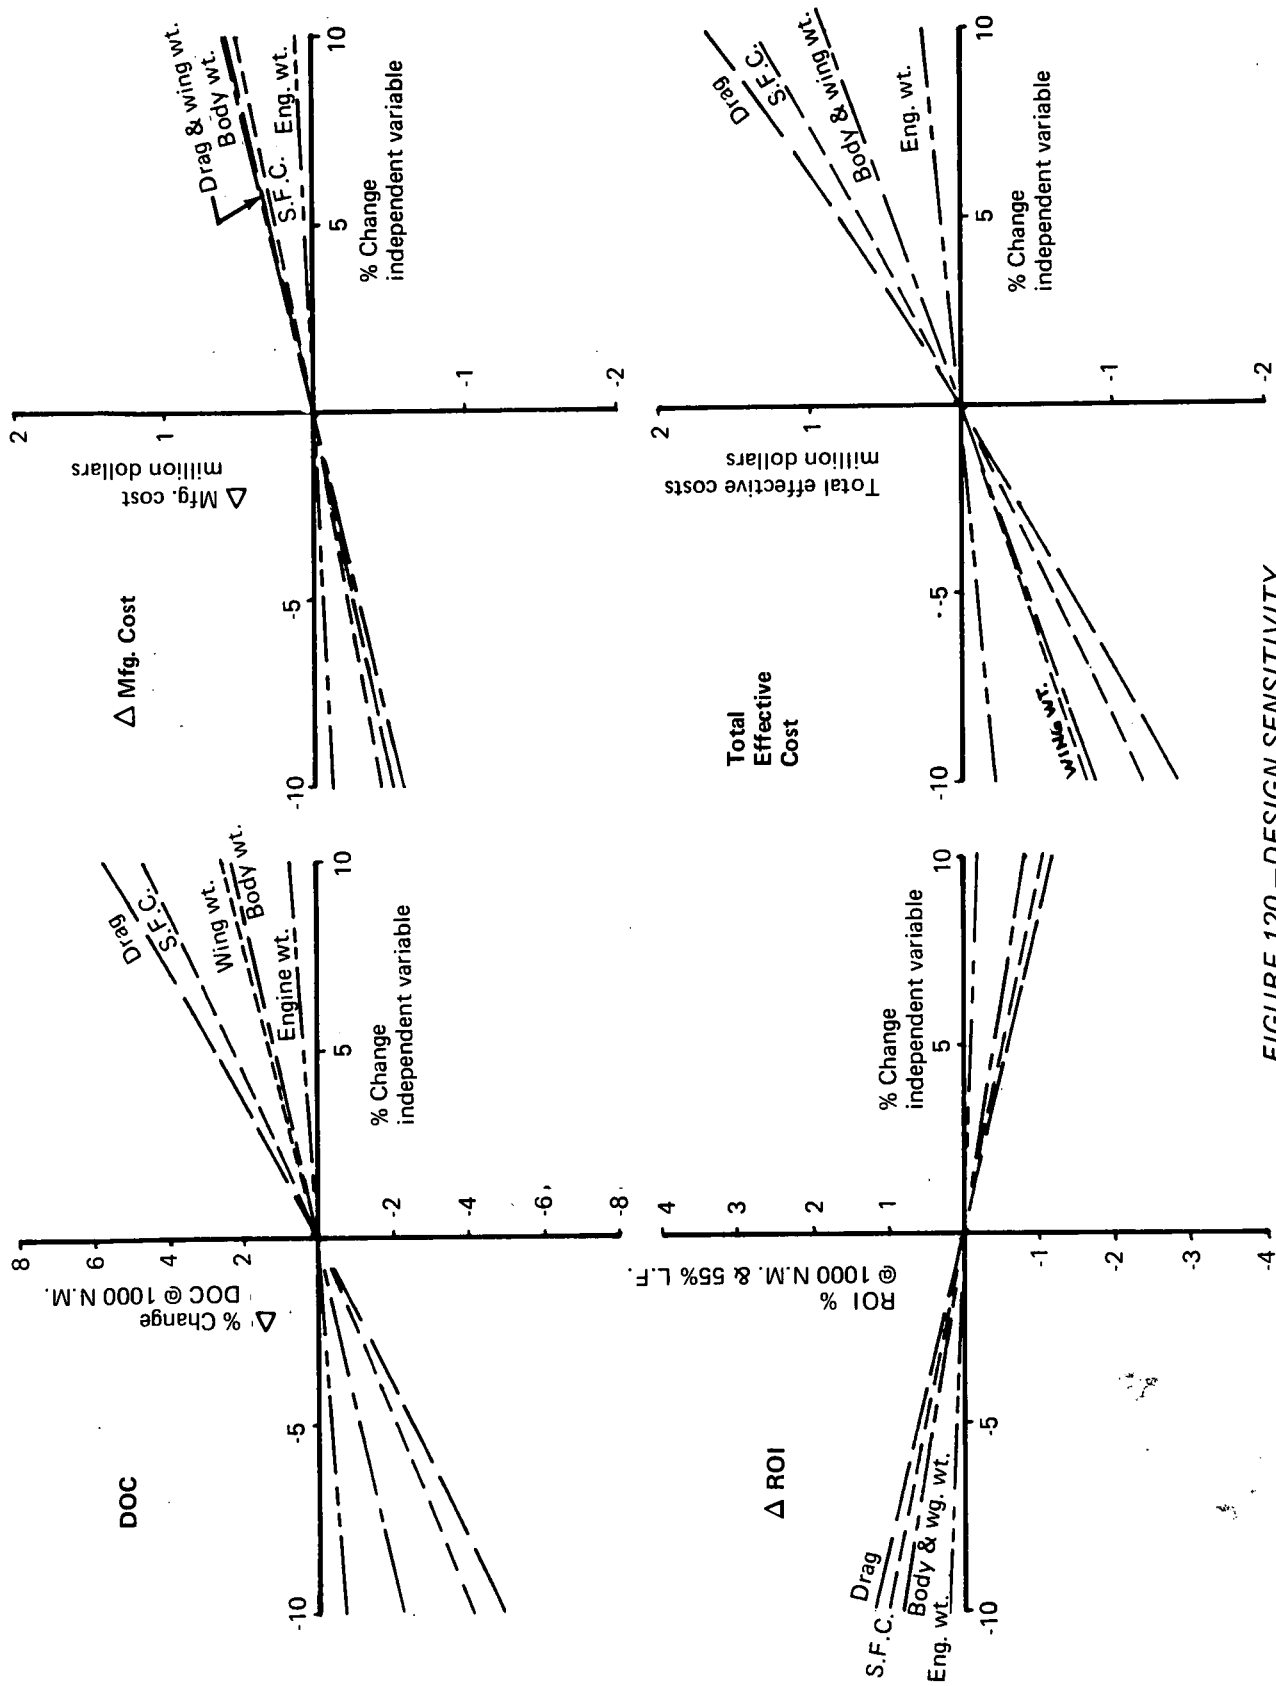 DOC
Δ % Change
DOC @ 1000 N.M.
8
6
4
2
-2
-4
-6
-8
-10
-5
5
10
Drag
S.F.C.
Wing wt.
Body wt.
Engine wt.
% Change
independent variable
Δ Mfg. Cost
Δ Mfg. cost
million dollars
2
1
-1
-2
-10
-5
5
10
Drag & wing wt.
Body wt.
S.F.C.
Eng. wt.
% Change
independent variable
Δ ROI
ROI %
@ 1000 N.M. & 55% L.F.
4
3
2
1
-1
-2
-3
-4
-10
-5
5
10
Drag
S.F.C.
Body & wg. wt.
Eng. wt.
% Change
independent variable
Total
Effective
Cost
Total effective costs
million dollars
2
1
-1
-2
-10
-5
5
10
Drag
S.F.C.
Body & wing wt.
Eng. wt.
WING WT.
% Change
independent variable
FIGURE 120.–DESIGN SENSITIVITY